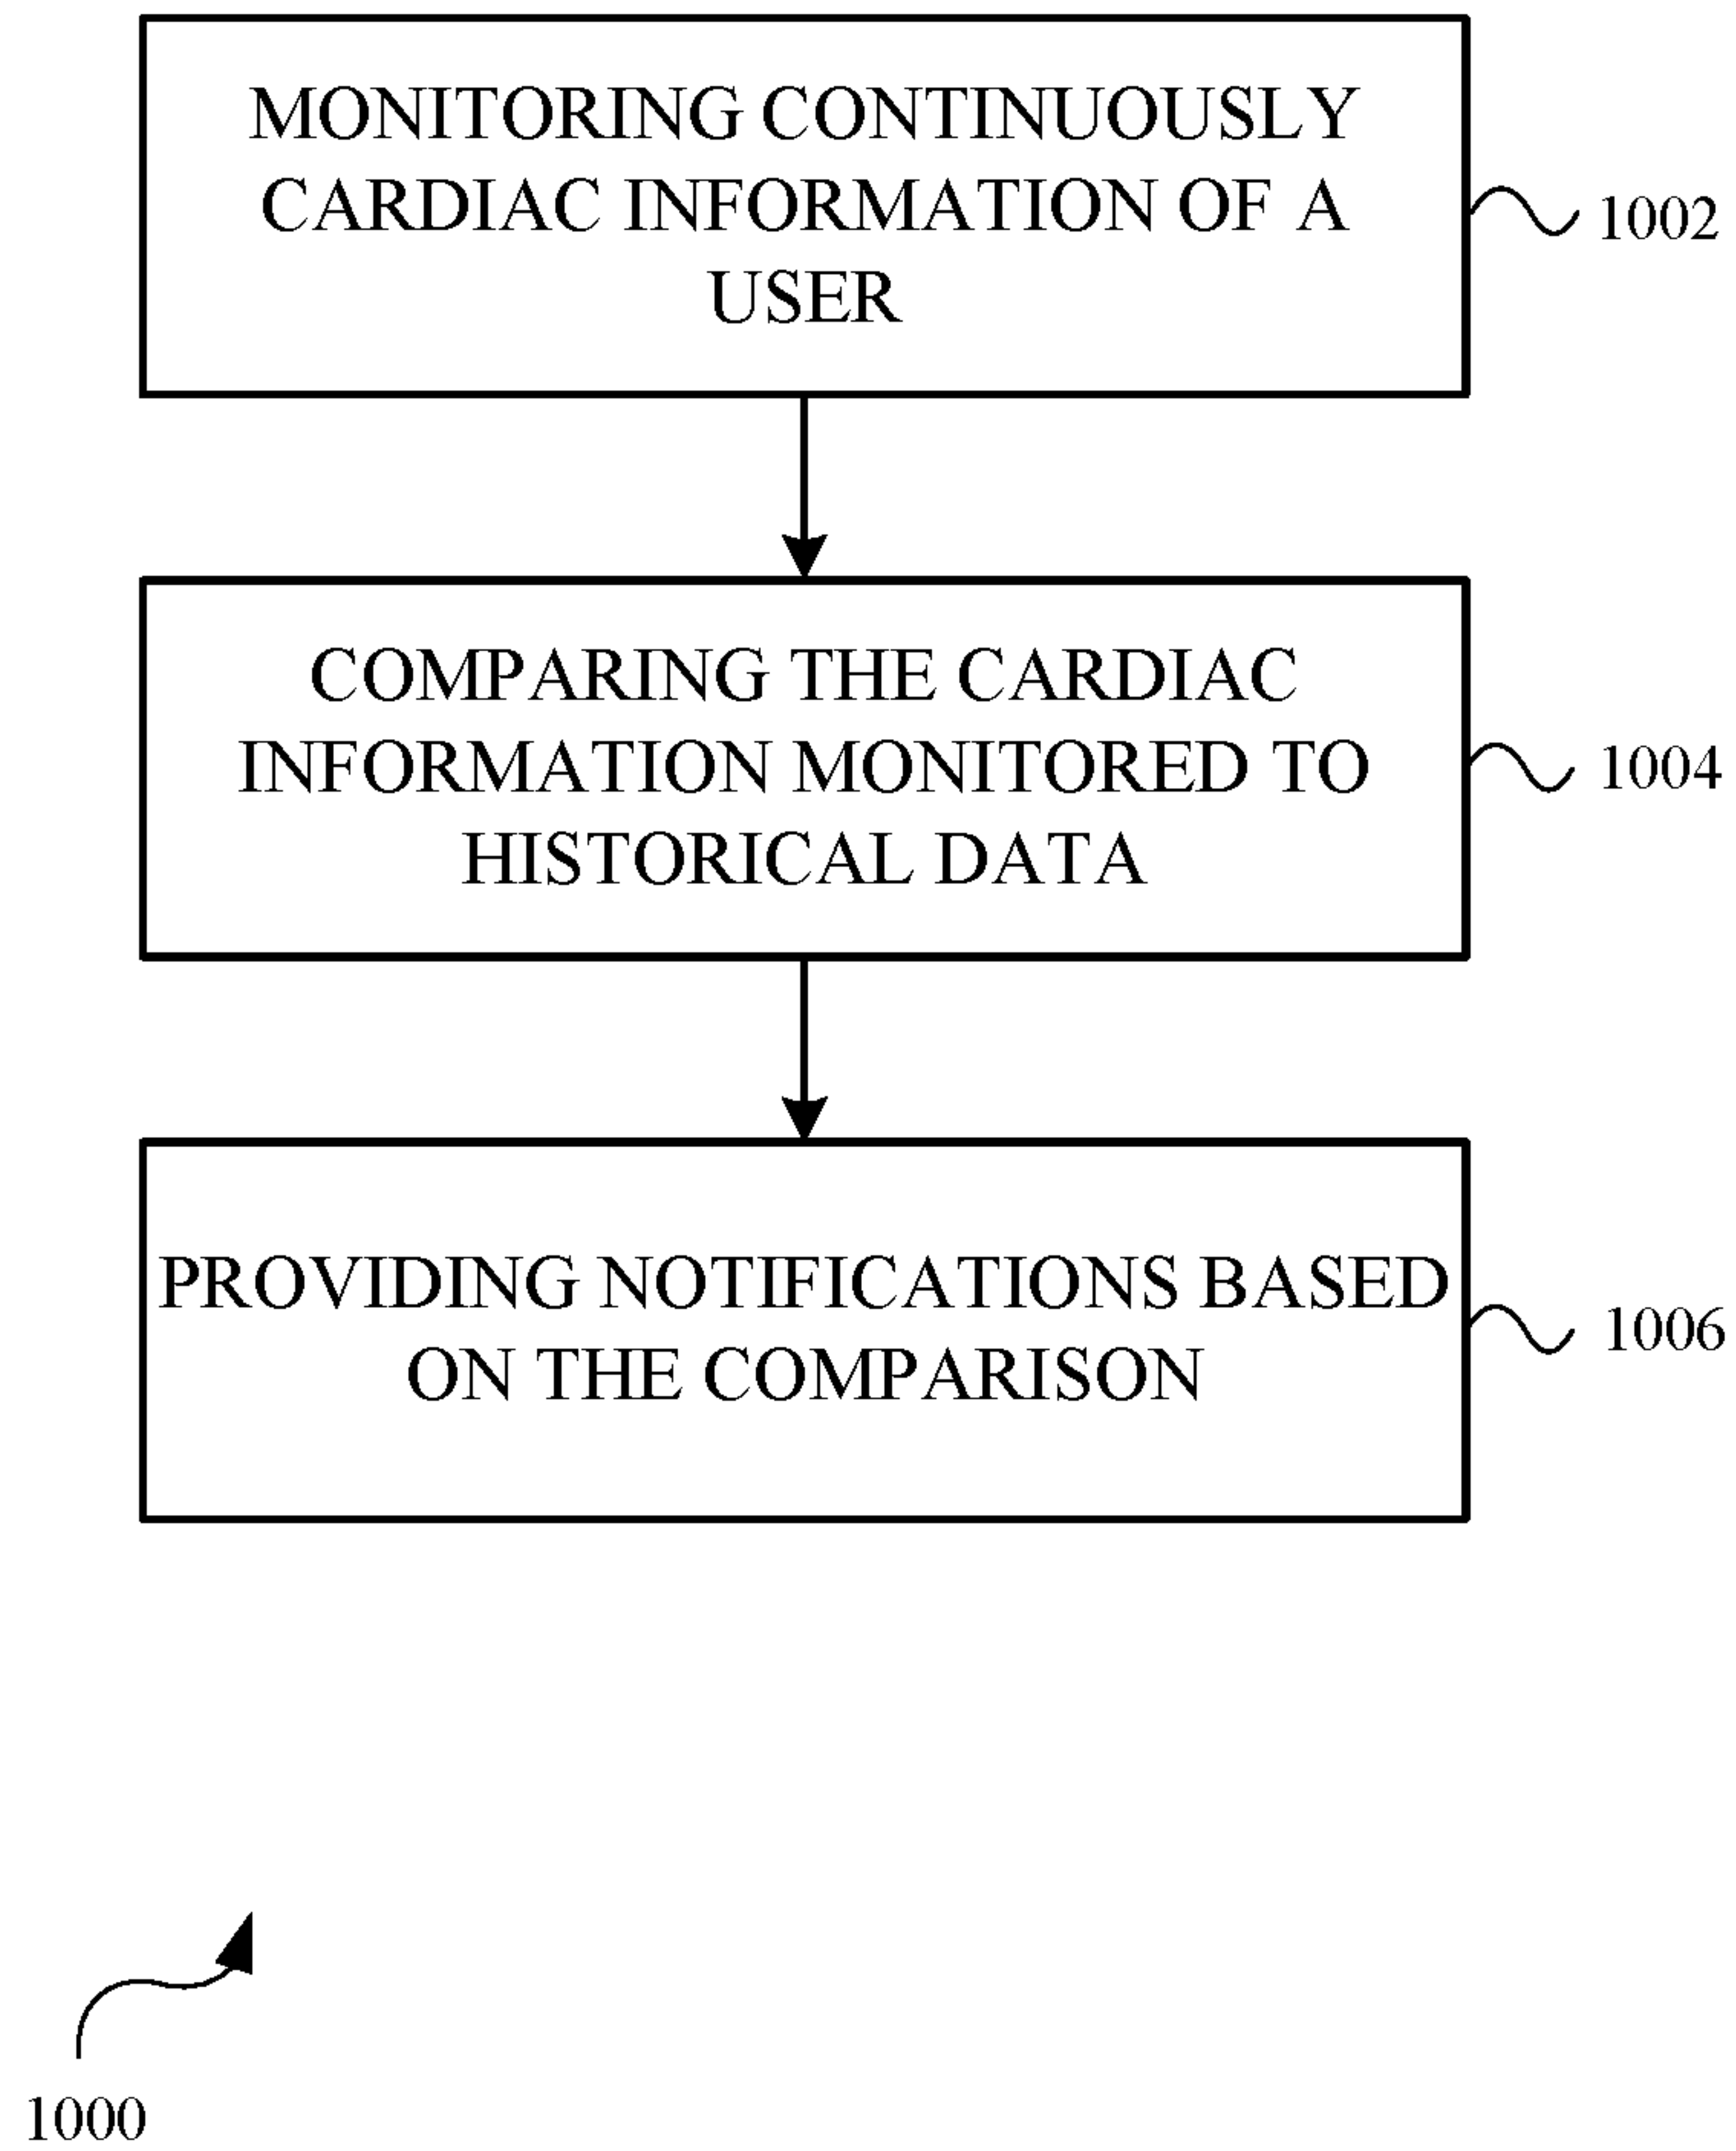 MONITORING CONTINUOUSLY
CARDIAC INFORMATION OF A
USER
1002
COMPARING THE CARDIAC
INFORMATION MONITORED TO
HISTORICAL DATA
1004
PROVIDING NOTIFICATIONS BASED
ON THE COMPARISON
1006
1000